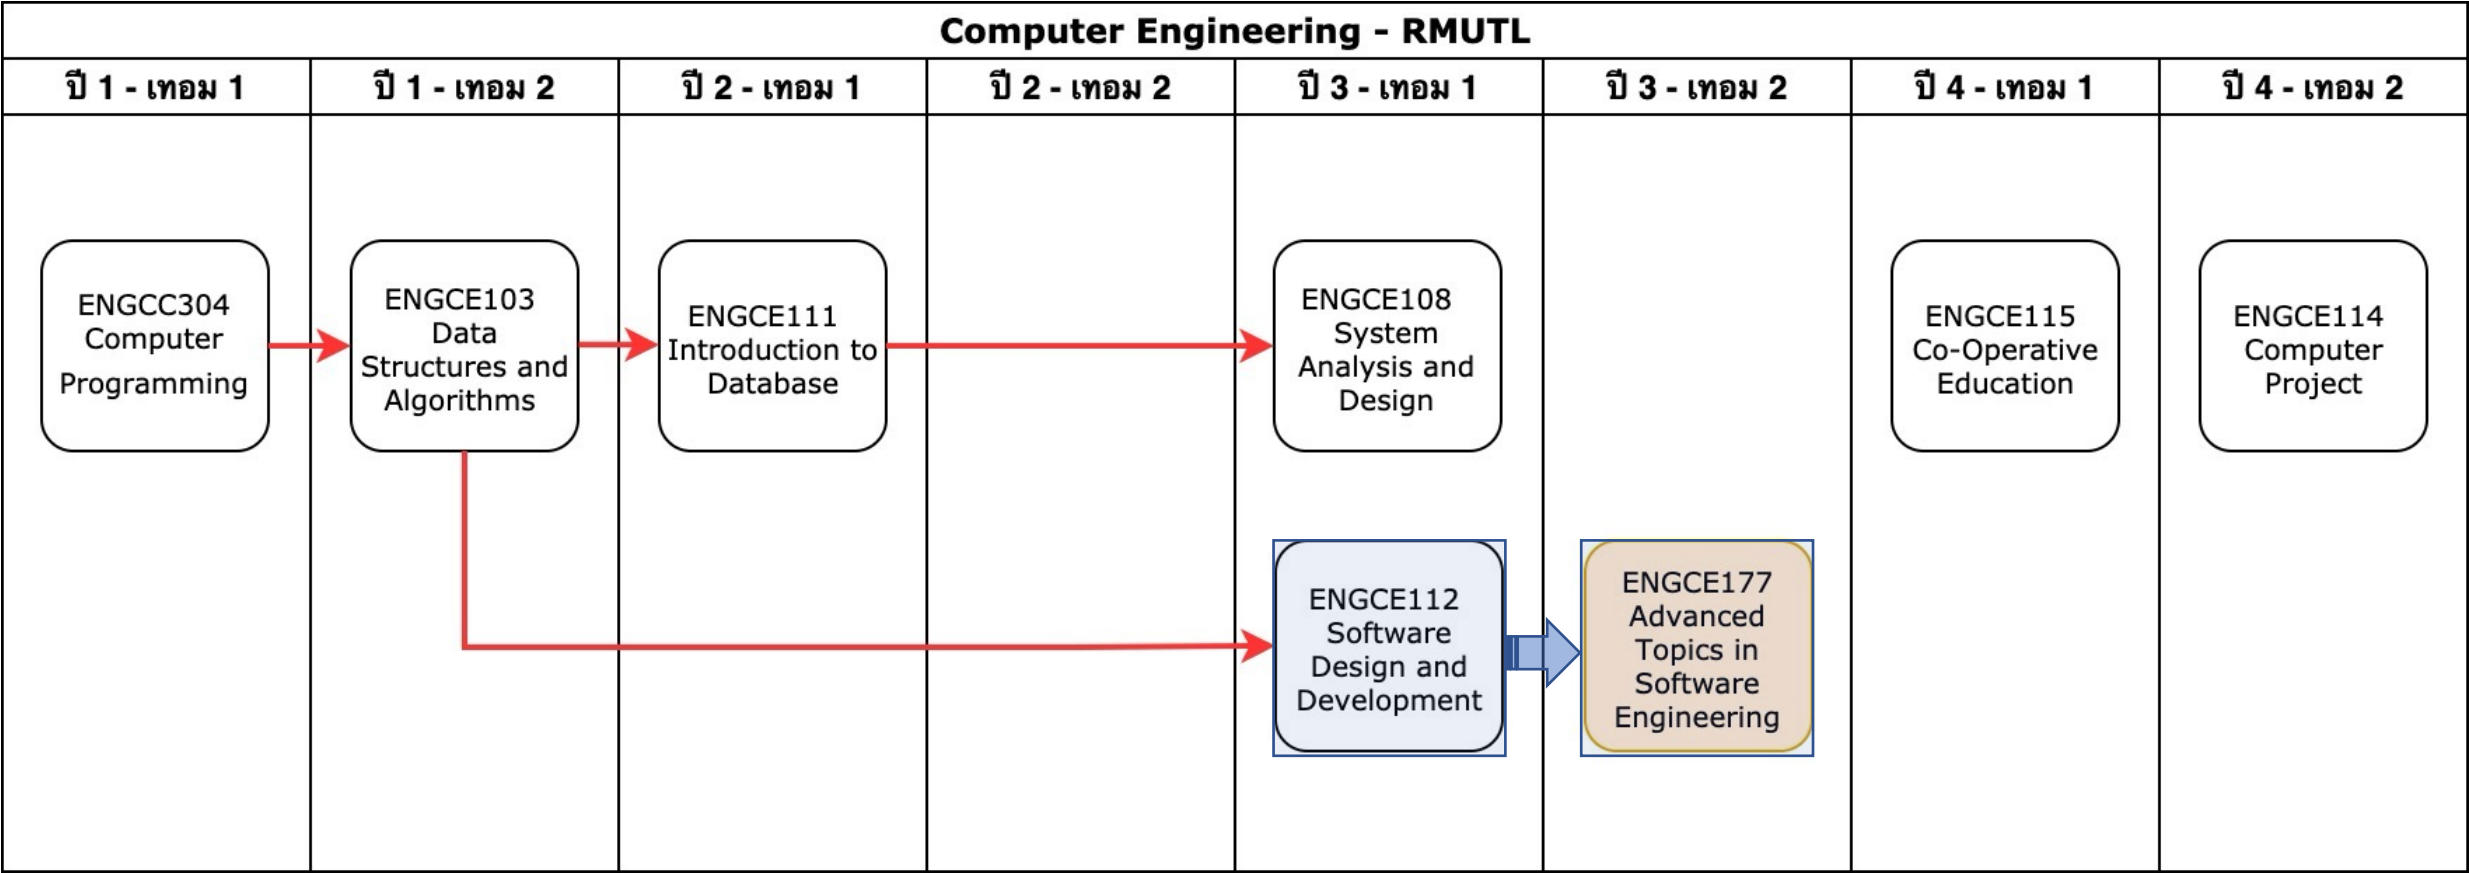 Computer Engineering - RMUTL
ปี 1 - เทอม 1
ปี 1 - เทอม 2
ปี 2 - เทอม 1
ปี 2 - เทอม 2
ปี 3 - เทอม 1
ปี 3 - เทอม 2
ปี 4 - เทอม 1
ปี 4 - เทอม 2
ENGCC304
Computer
Programming
ENGCE103
Data
Structures and
Algorithms
ENGCE111
Introduction to
Database
ENGCE108
System
Analysis and
Design
ENGCE115
Co-Operative
Education
ENGCE114
Computer
Project
ENGCE112
Software
Design and
Development
ENGCE177
Advanced
Topics in
Software
Engineering